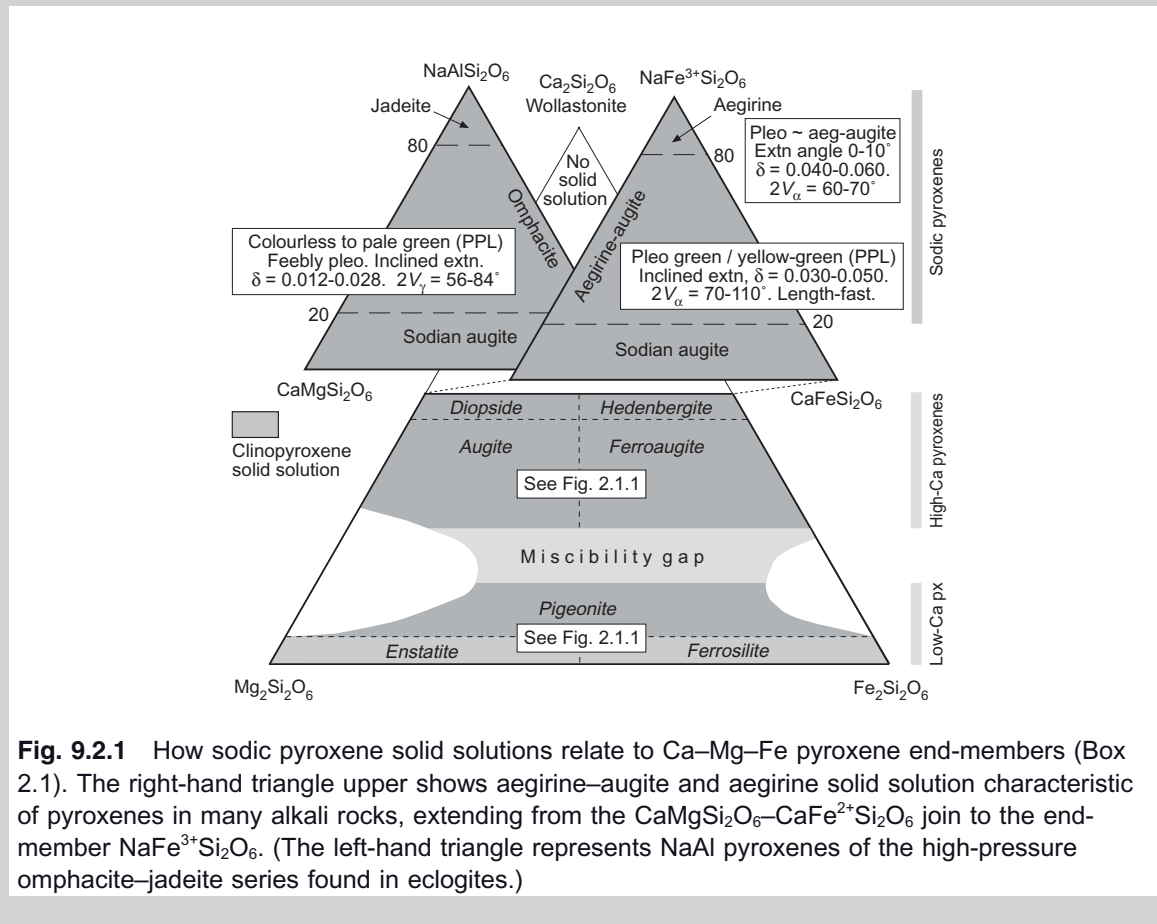 NaAlSi2O6
Ca2Si2O6
Wollastonite
NaFe3+Si2O6
Jadeite
Aegirine
80
80
No
solid
solution
Pleo ~ aeg-augite
Extn angle 0-10˚
δ = 0.040-0.060.
2Vα = 60-70˚
Omphacite
Aegirine-augite
Sodic pyroxenes
Colourless to pale green (PPL)
Feebly pleo. Inclined extn.
δ = 0.012-0.028. 2Vγ = 56-84˚
Pleo green / yellow-green (PPL)
Inclined extn, δ = 0.030-0.050.
2Vα = 70-110˚. Length-fast.
20
20
Sodian augite
Sodian augite
CaMgSi2O6
CaFeSi2O6
Clinopyroxene
solid solution
Diopside
Hedenbergite
Augite
Ferroaugite
See Fig. 2.1.1
High-Ca pyroxenes
Miscibility gap
Pigeonite
See Fig. 2.1.1
Low-Ca px
Enstatite
Ferrosilite
Mg2Si2O6
Fe2Si2O6
Fig. 9.2.1 How sodic pyroxene solid solutions relate to Ca–Mg–Fe pyroxene end-members (Box
2.1). The right-hand triangle upper shows aegirine–augite and aegirine solid solution characteristic
of pyroxenes in many alkali rocks, extending from the CaMgSi2O6–CaFe2+Si2O6 join to the end-
member NaFe3+Si2O6. (The left-hand triangle represents NaAl pyroxenes of the high-pressure
omphacite–jadeite series found in eclogites.)